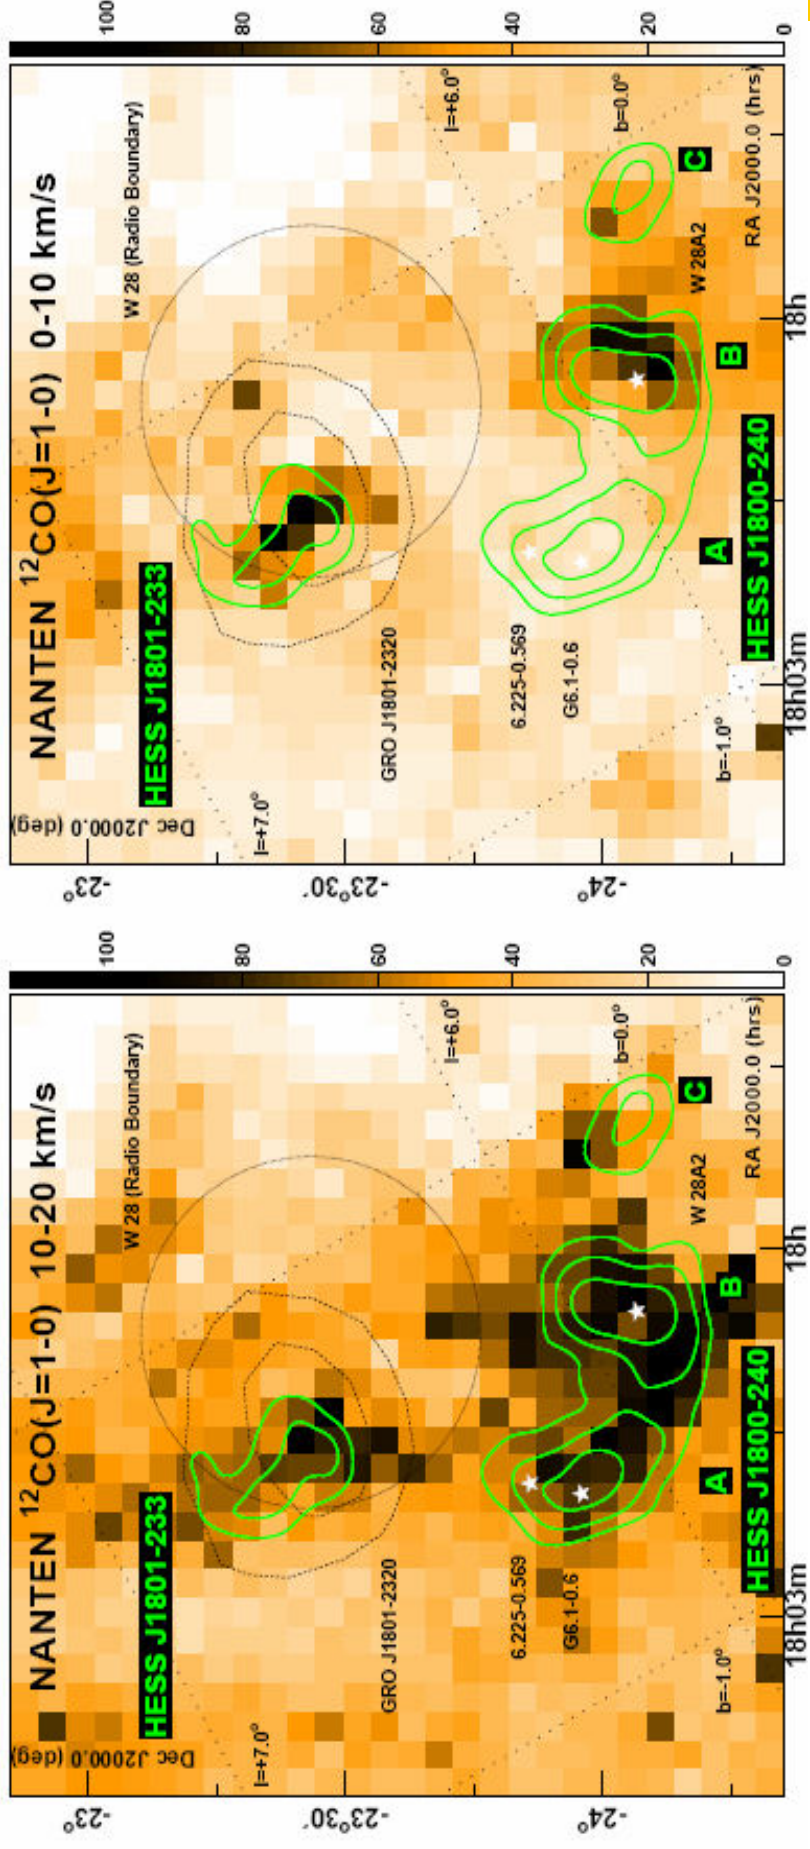 NANTEN 12CO(J=1-0) 0-10 km/s
HESS J1801-233
W 28 (Radio Boundary)
Dec J2000.0 (deg)
l=+7.0°
l=+6.0°
GRO J1801-2320
6.225-0.569
G6.1-0.6
b=0.0°
b=-1.0°
A
B
C
W 28A2
HESS J1800-240
RA J2000.0 (hrs)
-23°
-23°30′
-24°
18h03m
18h
100
80
60
40
20
0
NANTEN 12CO(J=1-0) 10-20 km/s
HESS J1801-233
W 28 (Radio Boundary)
Dec J2000.0 (deg)
l=+7.0°
l=+6.0°
GRO J1801-2320
6.225-0.569
G6.1-0.6
b=0.0°
b=-1.0°
A
B
C
W 28A2
HESS J1800-240
RA J2000.0 (hrs)
-23°
-23°30′
-24°
18h03m
18h
100
80
60
40
20
0